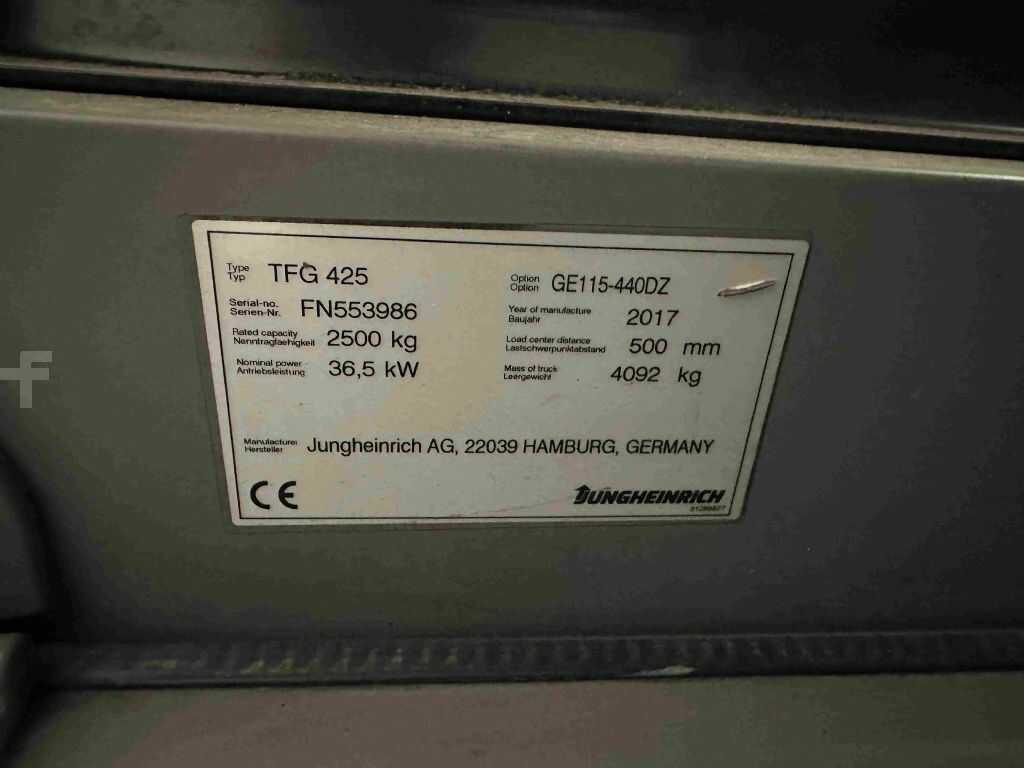 Type
Typ TFG 425
Option
Option GE115-440DZ
Serial-no.
Serien-Nr. FN553986
Year of manufacture
Baujahr 2017
Rated capacity
Nenntragfaehigkeit 2500 kg
Load center distance
Lastschwerpunktabstand 500 mm
Nominal power
Antriebsleistung 36,5 kW
Mass of truck
Leergewicht 4092 kg
Manufacturer
Hersteller Jungheinrich AG, 22039 HAMBURG, GERMANY
CE
JUNGHEINRICH
f